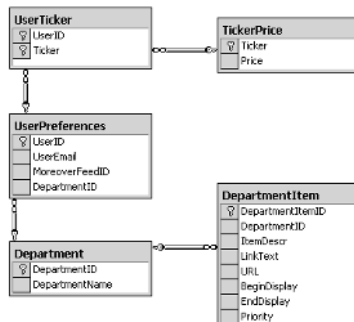 UserTicker
UserID
Ticker
TickerPrice
Ticker
Price
UserPreferences
UserID
UserEmail
MoreoverFeedID
DepartmentID
Department
DepartmentID
DepartmentName
DepartmentItem
DepartmentItemID
DepartmentID
ItemDescr
LinkText
URL
BeginDisplay
EndDisplay
Priority